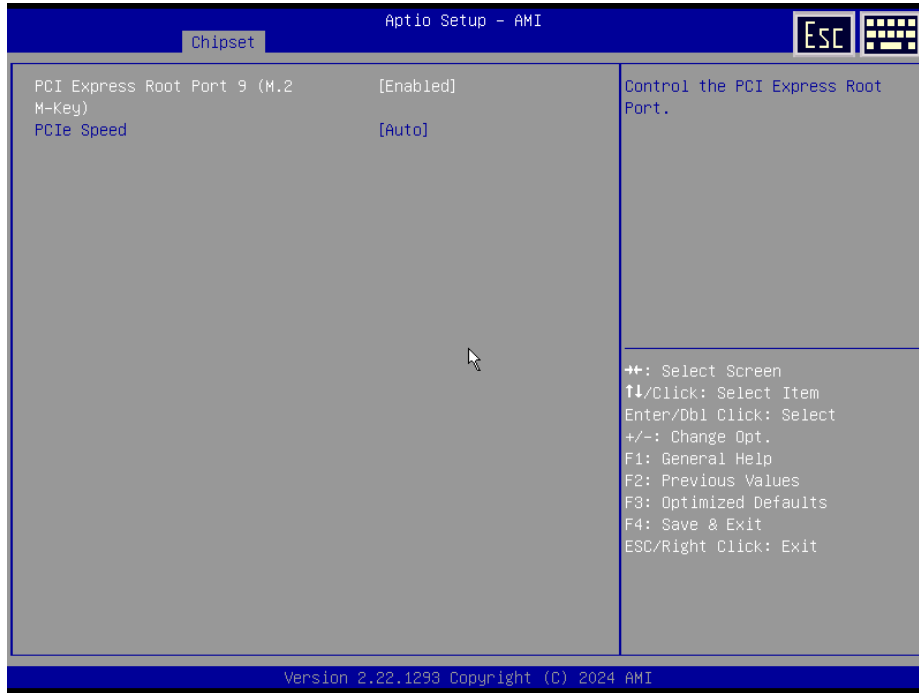 Aptio Setup - AMI
Chipset
Esc
PCI Express Root Port 9 (M.2 [Enabled]
M-Key)
PCIe Speed [Auto]
Control the PCI Express Root
Port.
→←: Select Screen
↑↓/Click: Select Item
Enter/Dbl Click: Select
+/-: Change Opt.
F1: General Help
F2: Previous Values
F3: Optimized Defaults
F4: Save & Exit
ESC/Right Click: Exit
Version 2.22.1293 Copyright (C) 2024 AMI